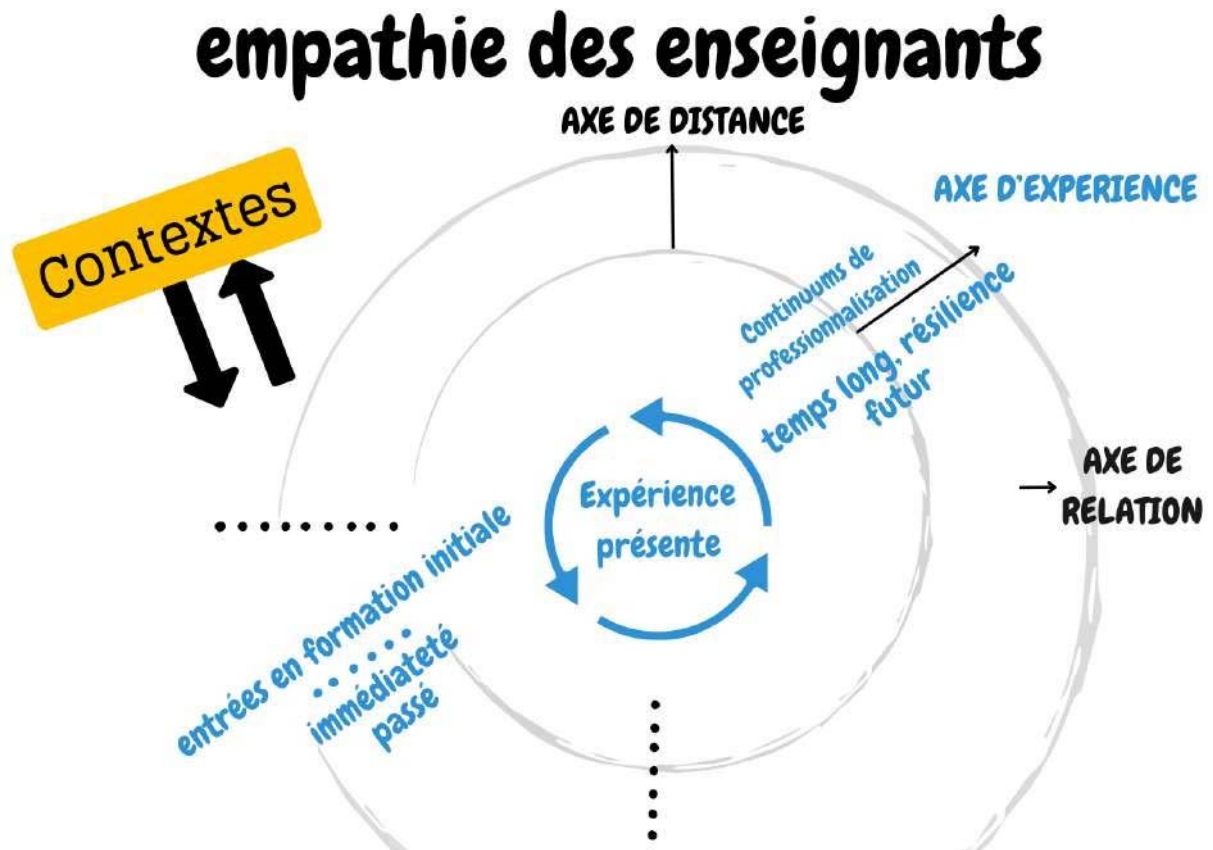 empathie des enseignants
AXE DE DISTANCE
Contextes
AXE D'EXPERIENCE
Continuums de
professionnalisation
temps long, résilience
futur
AXE DE
RELATION
Expérience
présente
entrées en formation initiale
immédiateté
passé